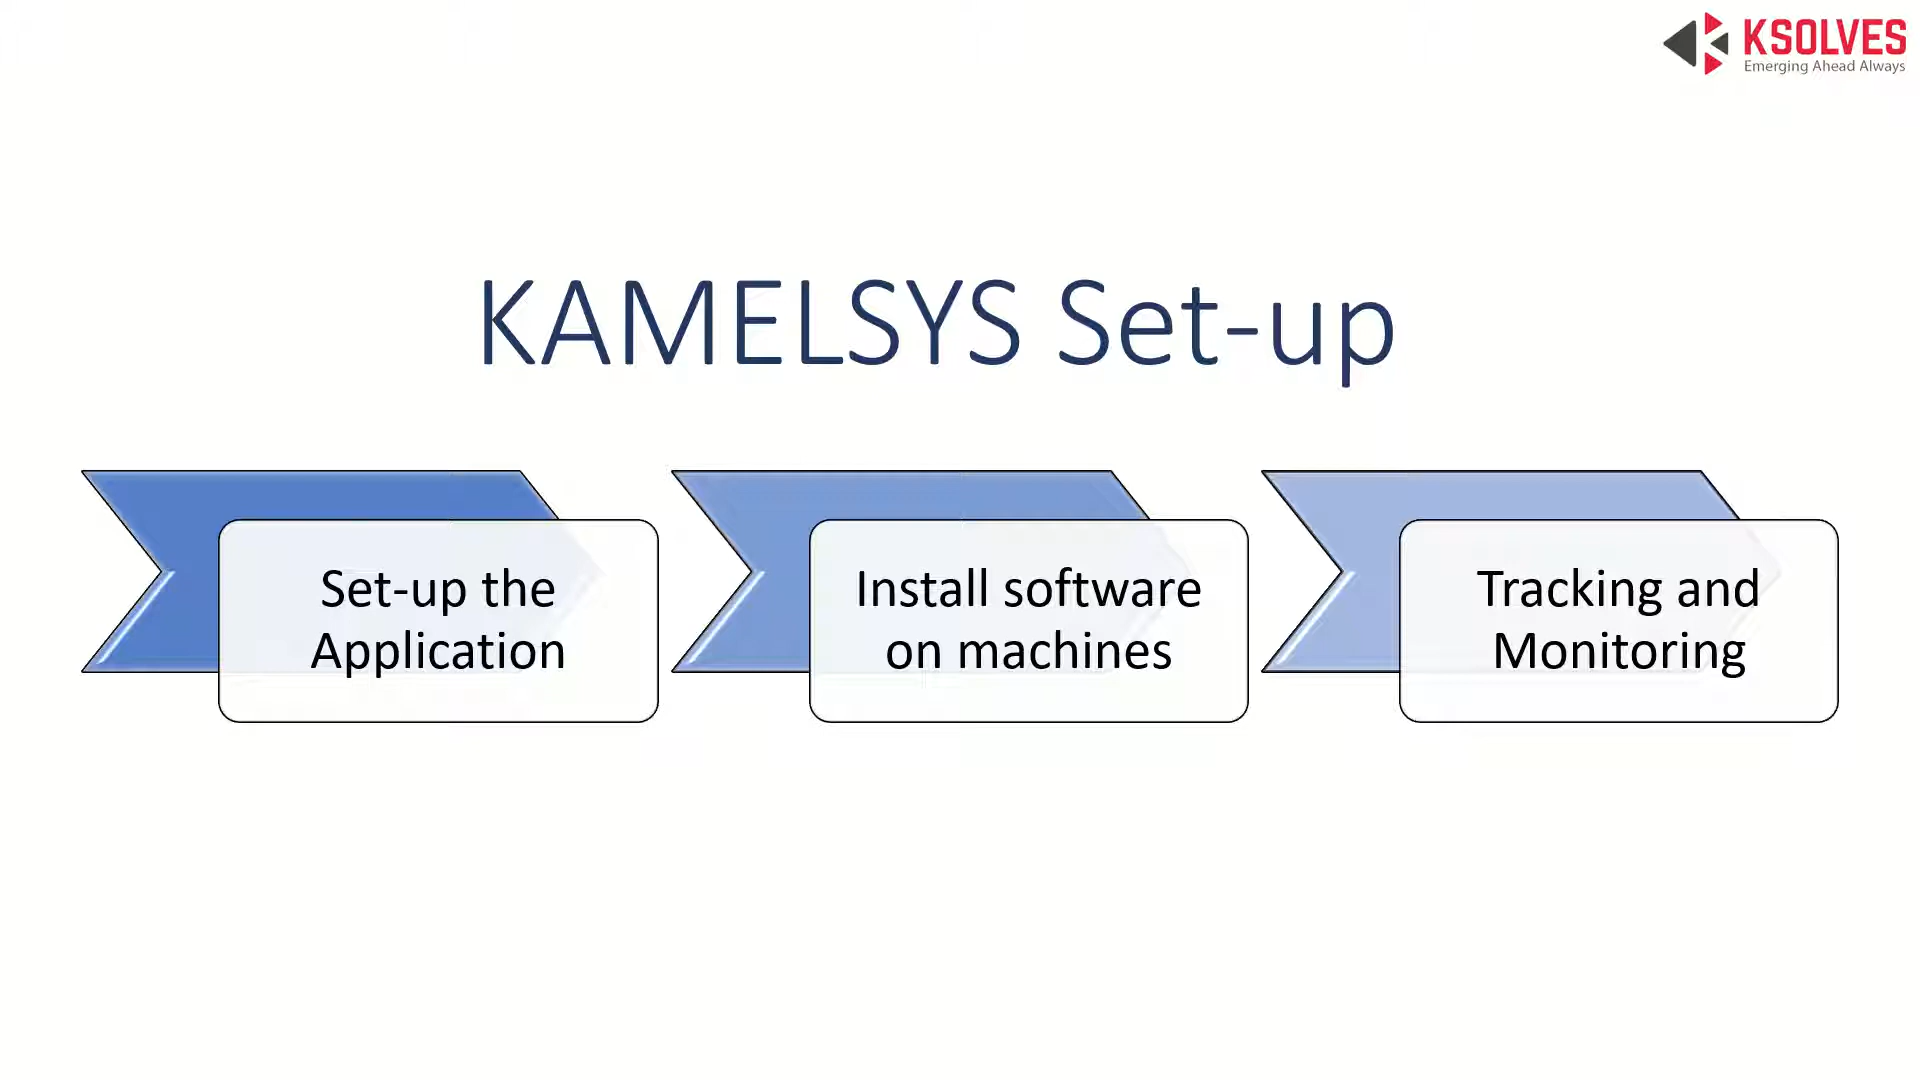 KSOLVES
Emerging Ahead Always
KAMELSYS Set-up
Set-up the
Application
Install software
on machines
Tracking and
Monitoring